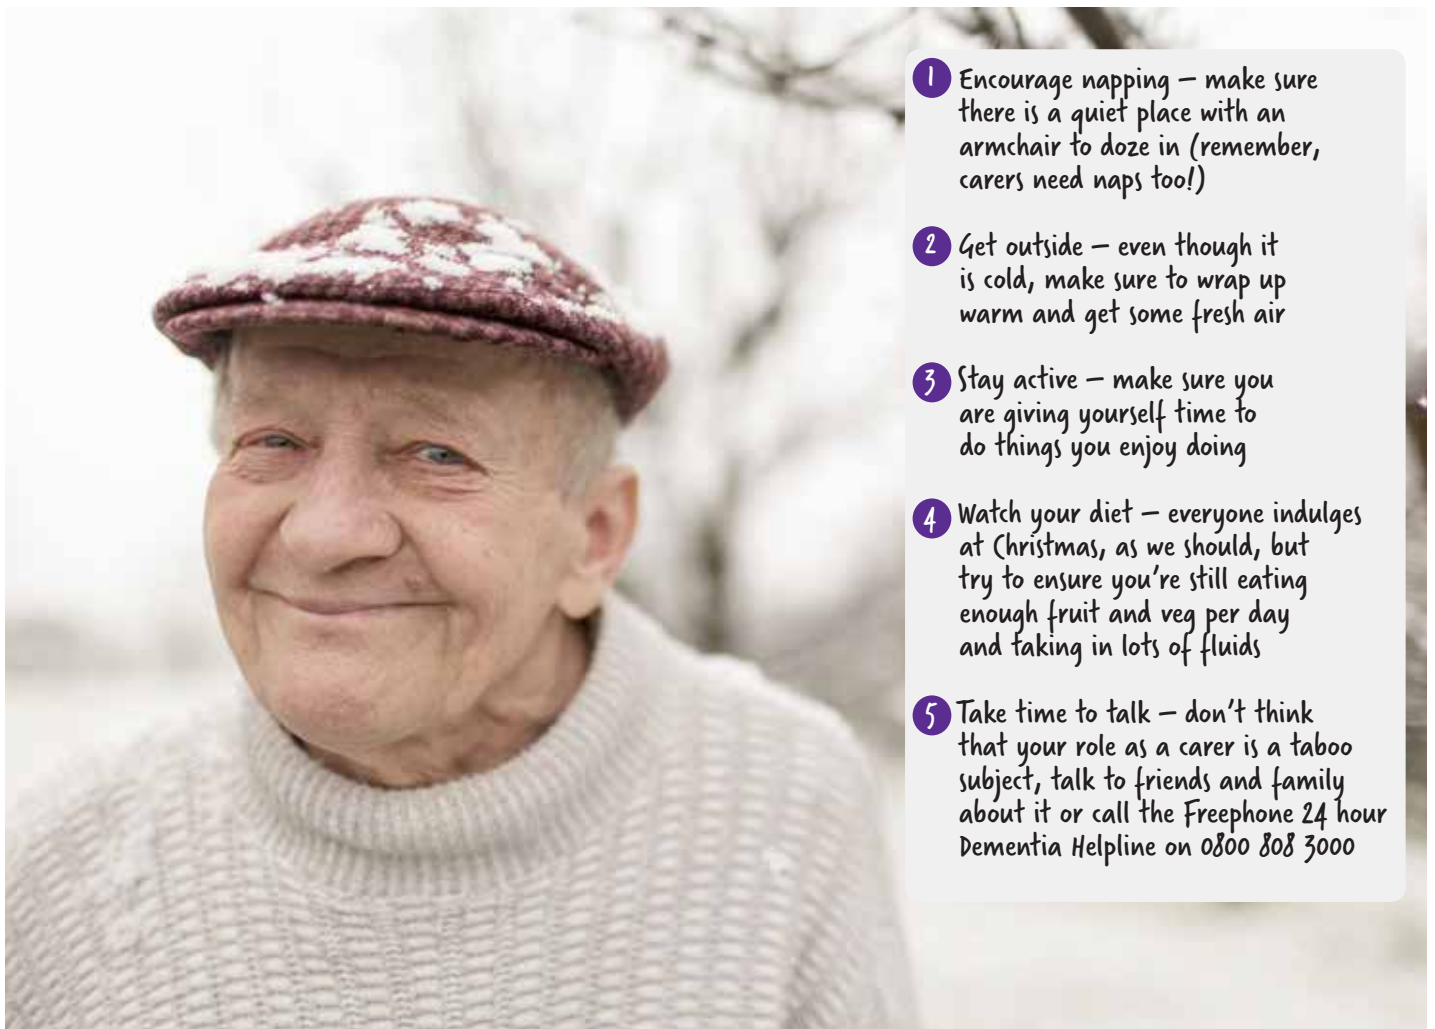 1 Encourage napping – make sure
there is a quiet place with an
armchair to doze in (remember,
carers need naps too!)
2 Get outside – even though it
is cold, make sure to wrap up
warm and get some fresh air
3 Stay active – make sure you
are giving yourself time to
do things you enjoy doing
4 Watch your diet – everyone indulges
at Christmas, as we should, but
try to ensure you're still eating
enough fruit and veg per day
and taking in lots of fluids
5 Take time to talk – don't think
that your role as a carer is a taboo
subject, talk to friends and family
about it or call the Freephone 24 hour
Dementia Helpline on 0800 808 3000